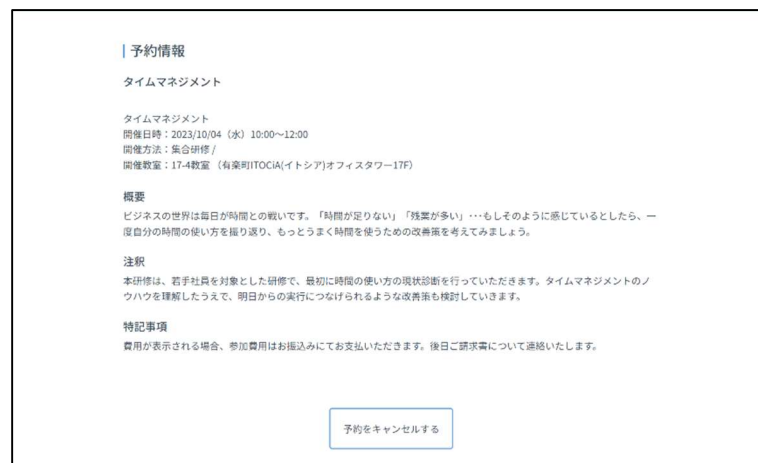 予約情報
タイムマネジメント
タイムマネジメント
開催日時：2023/10/04（水）10:00～12:00
開催方法：集合研修 /
開催教室：17-4教室 （有楽町ITOCiA(イトシア)オフィスタワー17F）
概要
ビジネスの世界は毎日が時間との戦いです。「時間が足りない」「残業が多い」･･･もしそのように感じているとしたら、一
度自分の時間の使い方を振り返り、もっとうまく時間を使うための改善策を考えてみましょう。
注釈
本研修は、若手社員を対象とした研修で、最初に時間の使い方の現状診断を行っていただきます。タイムマネジメントのノ
ウハウを理解したうえで、明日からの実行につなげられるような改善策も検討していきます。
特記事項
費用が表示される場合、参加費用はお振込みにてお支払いただきます。後日ご請求書について連絡いたします。
予約をキャンセルする